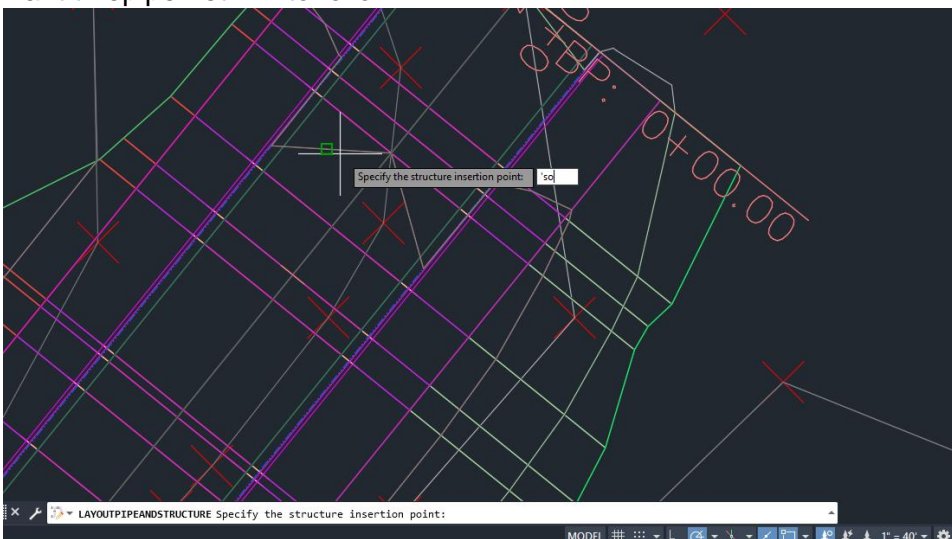 0+00.00
Specify the structure insertion point: 'so
LAYOUTPIPEANDSTRUCTURE Specify the structure insertion point:
MODEL 1" = 40'